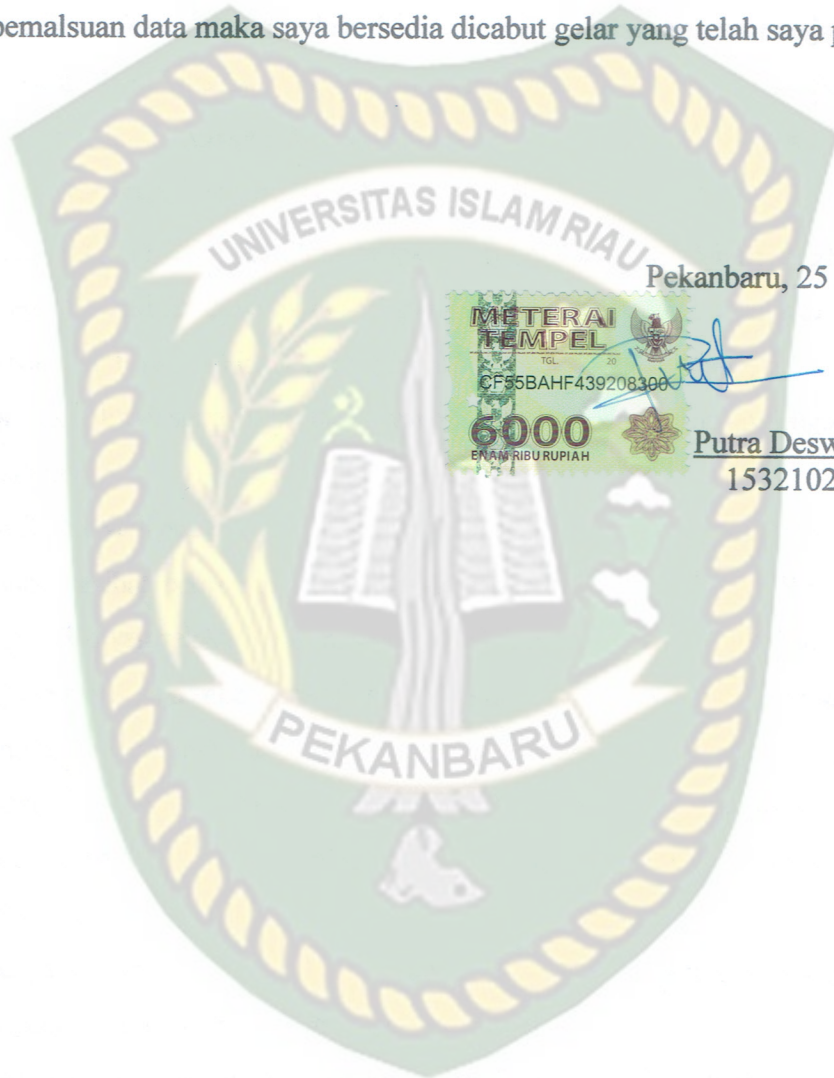 pemalsuan data maka saya bersedia dicabut gelar yang telah saya
UNIVERSITAS ISLAM RIAU
Pekanbaru, 25
METERAI
TEMPEL
TGL. 20
CF55BAHF439208300
6000
ENAM RIBU RUPIAH
Putra Desw
1532102
PEKANBARU